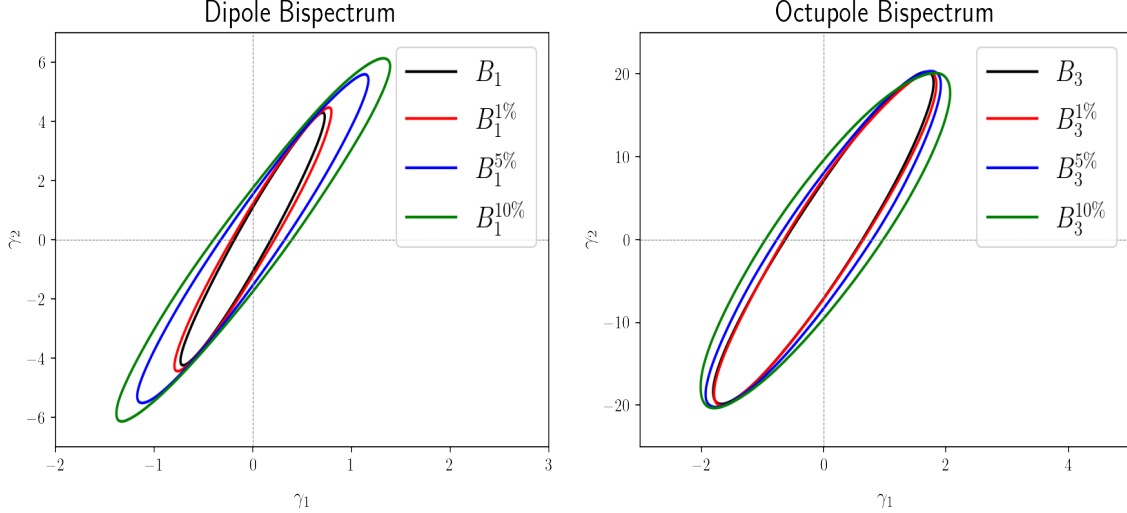 Dipole Bispectrum
γ₂
6
4
2
0
−2
−4
−6
−2
−1
0
1
2
3
γ₁
B₁
B₁^{1%}
B₁^{5%}
B₁^{10%}
Octupole Bispectrum
γ₂
20
10
0
−10
−20
−2
0
2
4
γ₁
B₃
B₃^{1%}
B₃^{5%}
B₃^{10%}